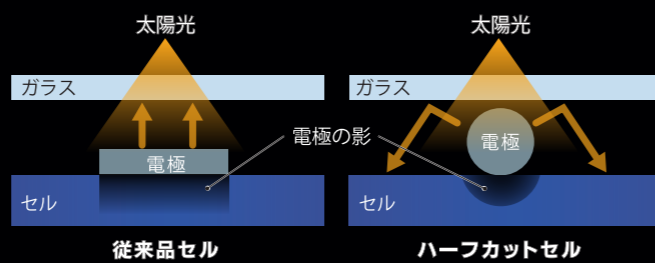 太陽光
ガラス
電極
セル
従来品セル
電極の影
太陽光
ガラス
電極
セル
ハーフカットセル